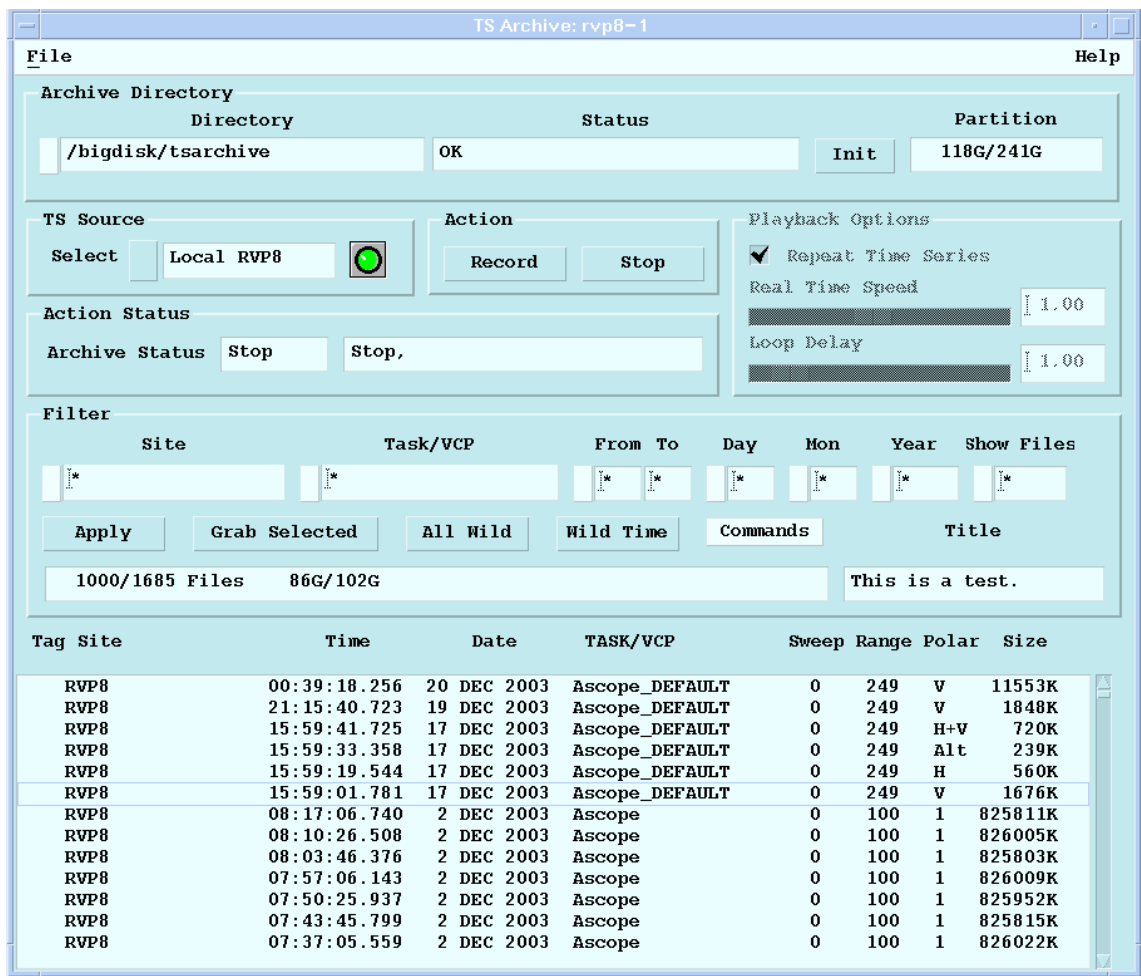 TS Archive: rvp8-1
File Help
Archive Directory
Directory Status Partition
/bigdisk/tsarchive OK Init 118G/241G
TS Source Action Playback Options
Select Local RVP8 Record Stop Repeat Time Series
Real Time Speed
1.00
Action Status
Archive Status Stop Stop,
Loop Delay
1.00
Filter
Site Task/VCP From To Day Mon Year Show Files
* * * * * * * *
Apply Grab Selected All Wild Wild Time Commands Title
1000/1685 Files 86G/102G This is a test.
Tag Site Time Date TASK/VCP Sweep Range Polar Size
RVP8 00:39:18.256 20 DEC 2003 Ascope_DEFAULT 0 249 V 11553K
RVP8 21:15:40.723 19 DEC 2003 Ascope_DEFAULT 0 249 V 1848K
RVP8 15:59:41.725 17 DEC 2003 Ascope_DEFAULT 0 249 H+V 720K
RVP8 15:59:33.358 17 DEC 2003 Ascope_DEFAULT 0 249 Alt 239K
RVP8 15:59:19.544 17 DEC 2003 Ascope_DEFAULT 0 249 H 560K
RVP8 15:59:01.781 17 DEC 2003 Ascope_DEFAULT 0 249 V 1676K
RVP8 08:17:06.740 2 DEC 2003 Ascope 0 100 1 825811K
RVP8 08:10:26.508 2 DEC 2003 Ascope 0 100 1 826005K
RVP8 08:03:46.376 2 DEC 2003 Ascope 0 100 1 825803K
RVP8 07:57:06.143 2 DEC 2003 Ascope 0 100 1 826009K
RVP8 07:50:25.937 2 DEC 2003 Ascope 0 100 1 825952K
RVP8 07:43:45.799 2 DEC 2003 Ascope 0 100 1 825815K
RVP8 07:37:05.559 2 DEC 2003 Ascope 0 100 1 826022K